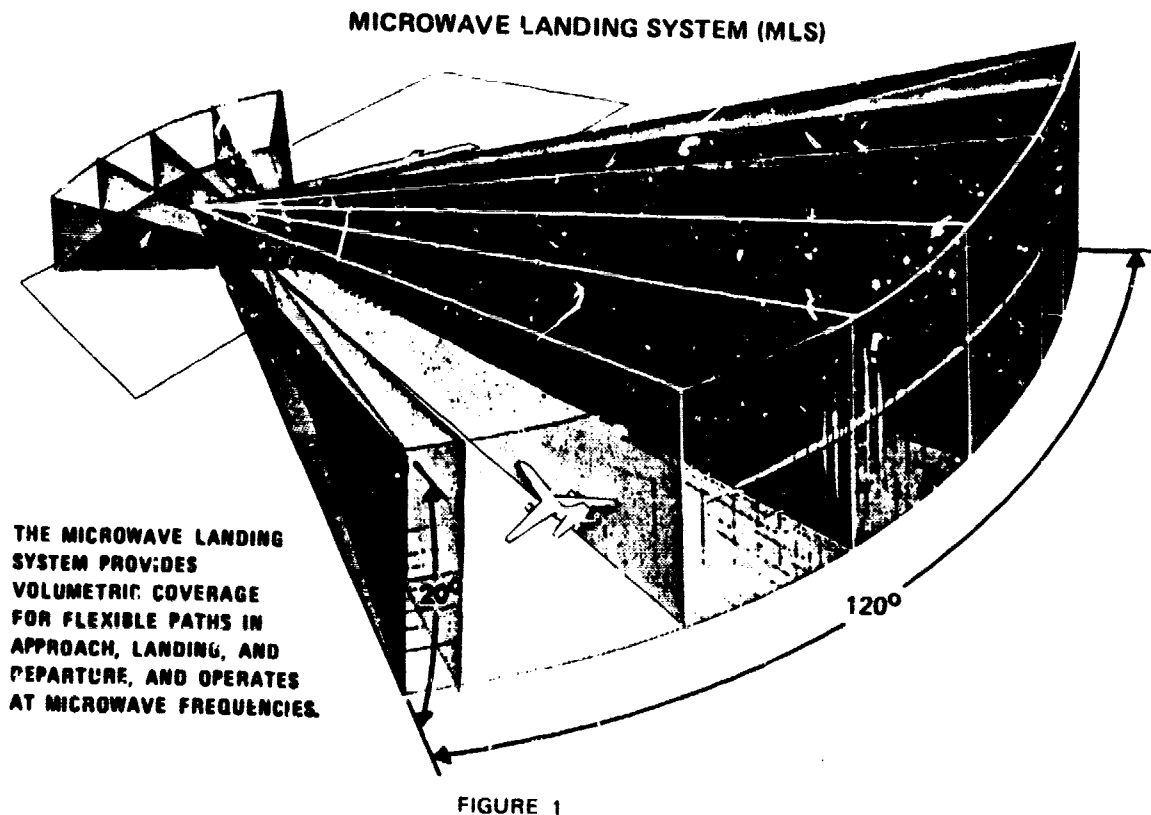 MICROWAVE LANDING SYSTEM (MLS)
THE MICROWAVE LANDING
SYSTEM PROVIDES
VOLUMETRIC COVERAGE
FOR FLEXIBLE PATHS IN
APPROACH, LANDING, AND
DEPARTURE, AND OPERATES
AT MICROWAVE FREQUENCIES.
20°
120°
FIGURE 1